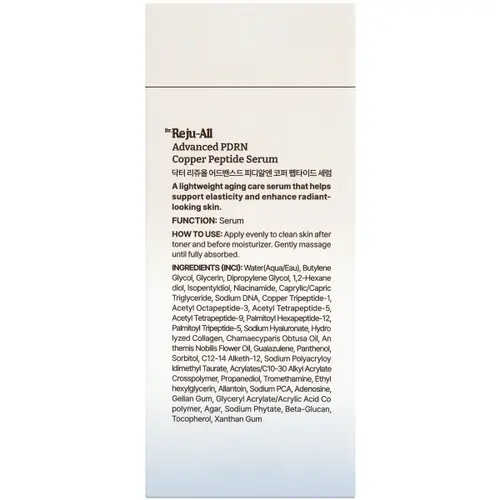 Dr. Reju-All
Advanced PDRN
Copper Peptide Serum
닥터 리쥬올 어드밴스드 피디알엔 코퍼 펩타이드 세럼
A lightweight aging care serum that helps
support elasticity and enhance radiant-
looking skin.
FUNCTION: Serum
HOW TO USE: Apply evenly to clean skin after
toner and before moisturizer. Gently massage
until fully absorbed.
INGREDIENTS (INCI): Water(Aqua/Eau), Butylene
Glycol, Glycerin, Dipropylene Glycol, 1,2-Hexane
diol, Isopentyldiol, Niacinamide, Caprylic/Capric
Triglyceride, Sodium DNA, Copper Tripeptide-1,
Acetyl Octapeptide-3, Acetyl Tetrapeptide-5,
Acetyl Tetrapeptide-9, Palmitoyl Hexapeptide-12,
Palmitoyl Tripeptide-5, Sodium Hyaluronate, Hydro
lyzed Collagen, Chamaecyparis Obtusa Oil, An
themis Nobilis Flower Oil, Guaiazulene, Panthenol,
Sorbitol, C12-14 Alketh-12, Sodium Polyacryloy
ldimethyl Taurate, Acrylates/C10-30 Alkyl Acrylate
Crosspolymer, Propanediol, Tromethamine, Ethyl
hexylglycerin, Allantoin, Sodium PCA, Adenosine,
Gellan Gum, Glyceryl Acrylate/Acrylic Acid Co
polymer, Agar, Sodium Phytate, Beta-Glucan,
Tocopherol, Xanthan Gum